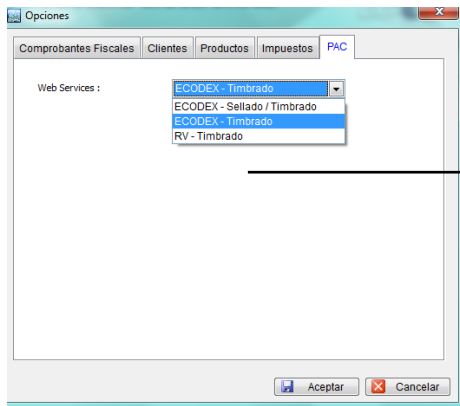 Opciones
Comprobantes Fiscales Clientes Productos Impuestos PAC
Web Services : ECODEX - Timbrado
ECODEX - Sellado / Timbrado
ECODEX - Timbrado
RV - Timbrado
Aceptar Cancelar